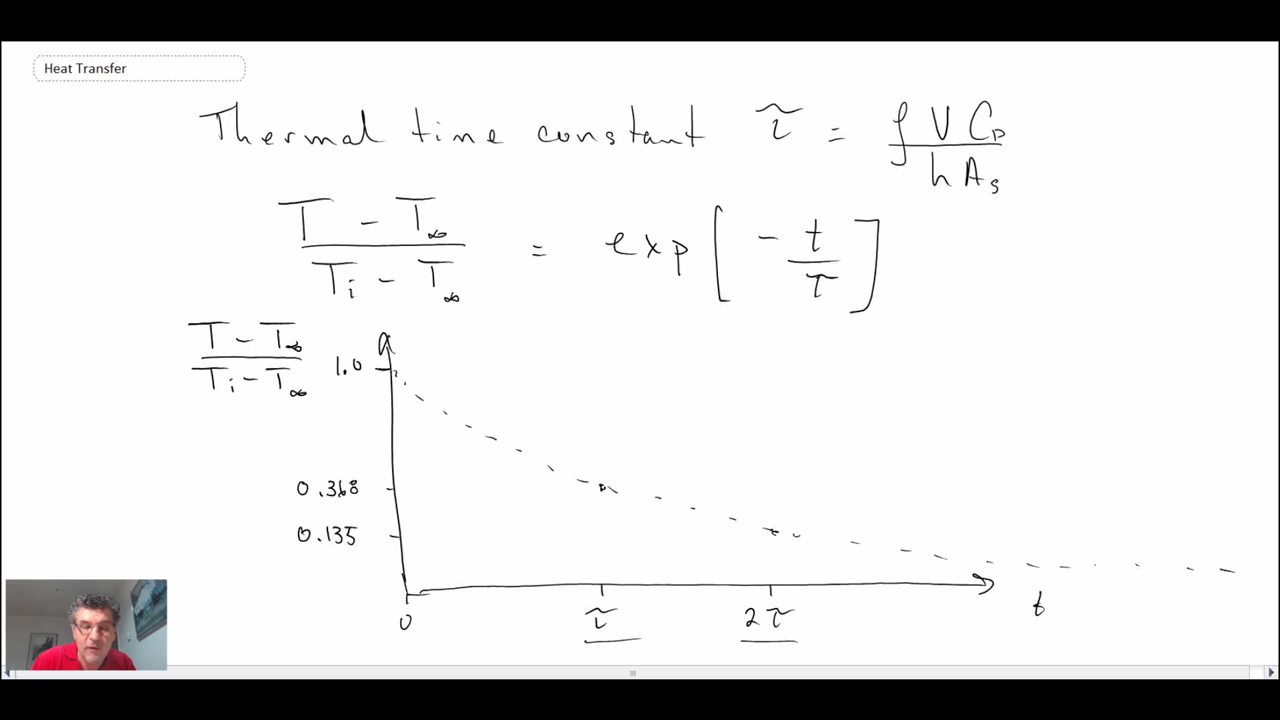 Heat Transfer
Thermal time constant τ = ρ V Cp / h As
T - T∞ / Ti - T∞ = exp [ - t / τ ]
T - T∞ / Ti - T∞
1.0
0.368
0.135
0 τ 2τ t